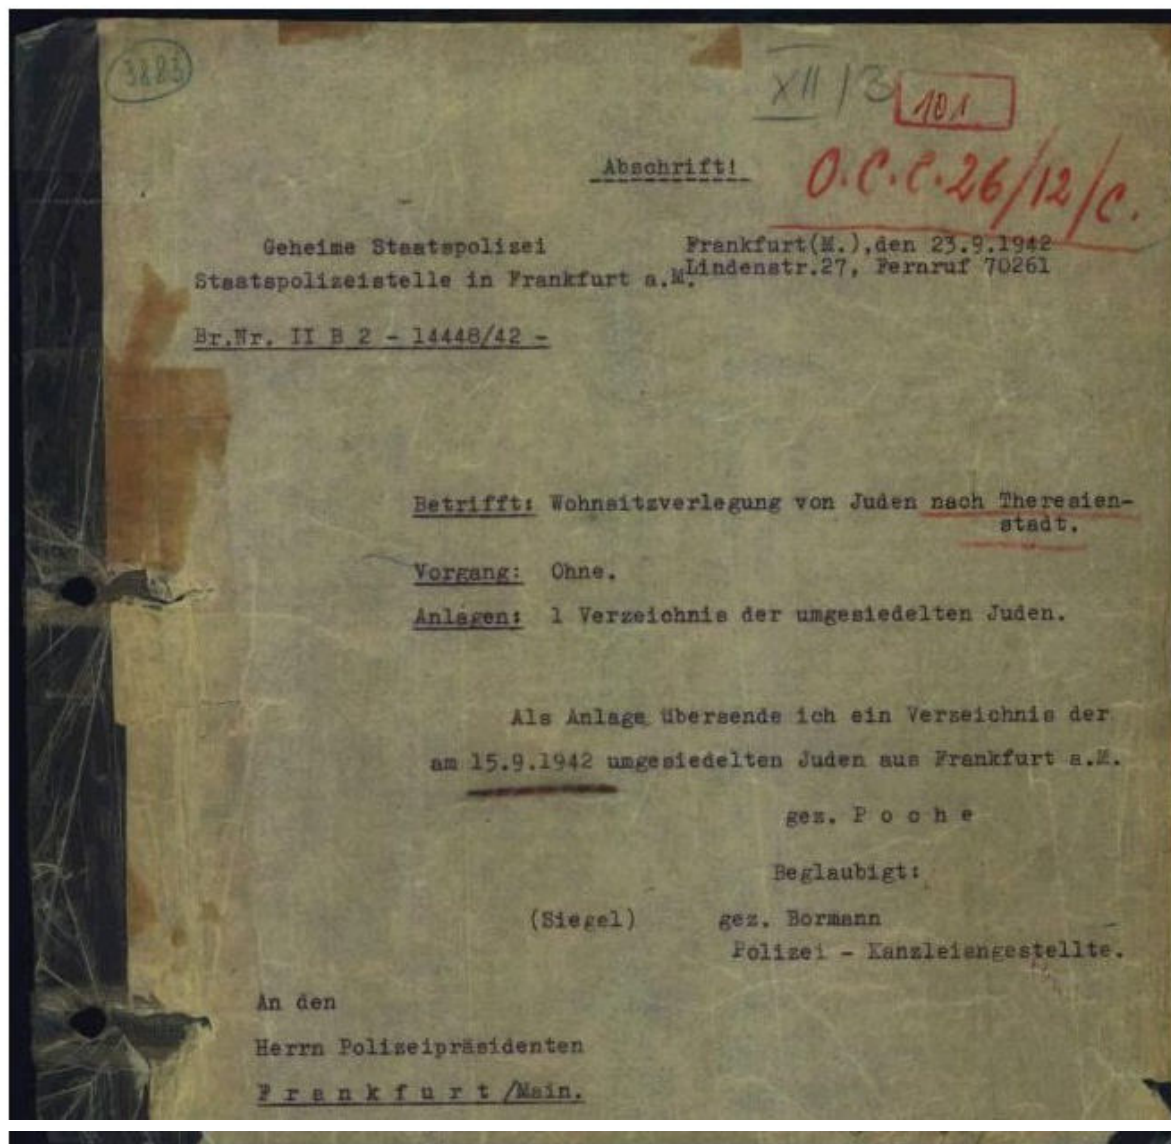 3883
XII/3
101
Abschrift!
O.C.C.26/12/C.
Geheime Staatspolizei
Staatspolizeistelle in Frankfurt a.M.
Frankfurt(M.),den 23.9.1942
Lindenstr.27, Fernruf 70261
Br.Nr. II B 2 - 14448/42 -
Betrifft: Wohnsitzverlegung von Juden nach Theresien-
stadt.
Vorgang: Ohne.
Anlagen: 1 Verzeichnis der umgesiedelten Juden.
Als Anlage übersende ich ein Verzeichnis der
am 15.9.1942 umgesiedelten Juden aus Frankfurt a.M.
gez. P o c h e
Beglaubigt:
(Siegel) gez. Bormann
Polizei - Kanzleiangestellte.
An den
Herrn Polizeipräsidenten
F r a n k f u r t /Main.